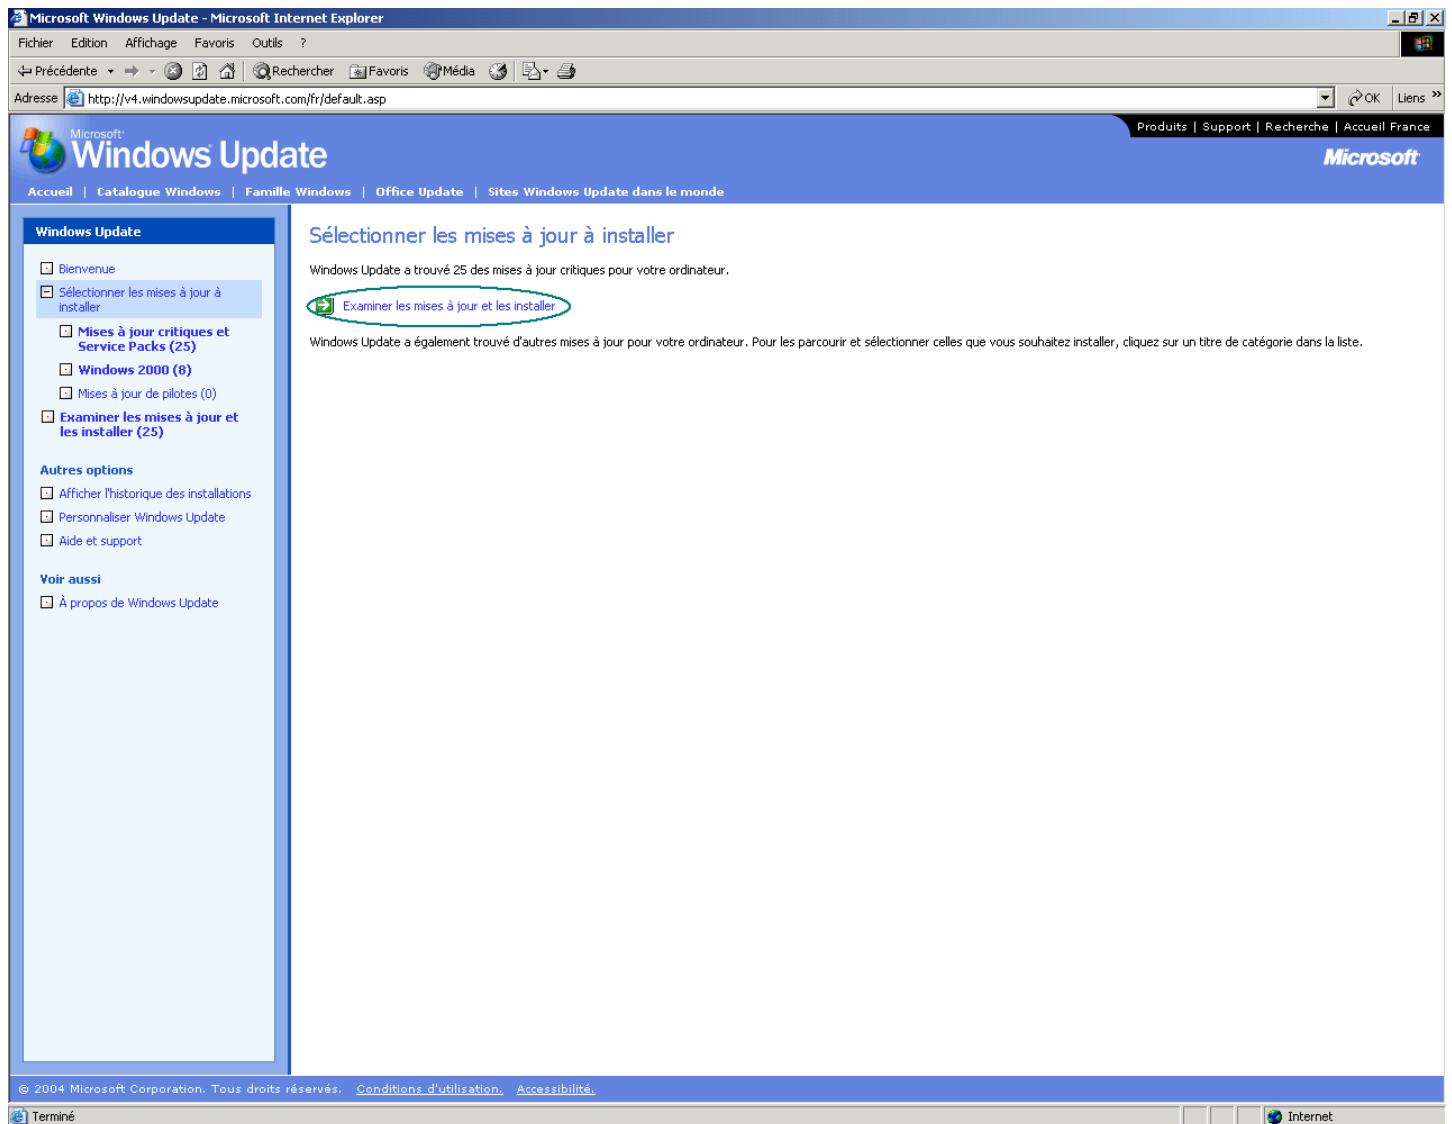 Microsoft Windows Update - Microsoft Internet Explorer
Fichier Edition Affichage Favoris Outils ?
Précédente Rechercher Favoris Média
Adresse http://v4.windowsupdate.microsoft.com/fr/default.asp OK Liens »
Produits | Support | Recherche | Accueil France
Microsoft
Windows Update
Microsoft
Accueil | Catalogue Windows | Famille Windows | Office Update | Sites Windows Update dans le monde
Windows Update
Bienvenue
Sélectionner les mises à jour à
installer
Mises à jour critiques et
Service Packs (25)
Windows 2000 (8)
Mises à jour de pilotes (0)
Examiner les mises à jour et
les installer (25)
Autres options
Afficher l'historique des installations
Personnaliser Windows Update
Aide et support
Voir aussi
À propos de Windows Update
Sélectionner les mises à jour à installer
Windows Update a trouvé 25 des mises à jour critiques pour votre ordinateur.
Examiner les mises à jour et les installer
Windows Update a également trouvé d'autres mises à jour pour votre ordinateur. Pour les parcourir et sélectionner celles que vous souhaitez installer, cliquez sur un titre de catégorie dans la liste.
© 2004 Microsoft Corporation. Tous droits réservés. Conditions d'utilisation. Accessibilité.
Terminé Internet